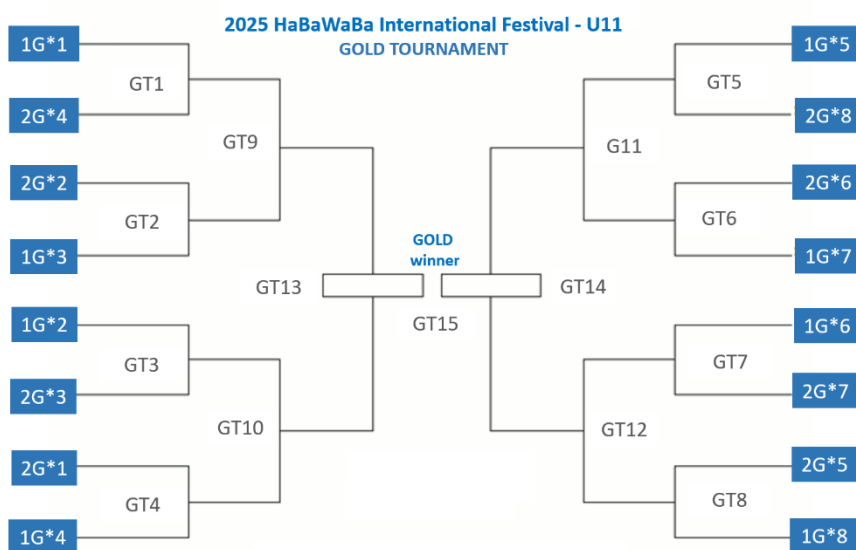 2025 HaBaWaBa International Festival - U11
GOLD TOURNAMENT
1G*1
GT1
2G*4
GT9
2G*2
GT2
1G*3
GT13
1G*2
GT3
2G*3
GT10
2G*1
GT4
1G*4
GOLD
winner
GT15
1G*5
GT5
2G*8
G11
2G*6
GT6
1G*7
GT14
1G*6
GT7
2G*7
GT12
2G*5
GT8
1G*8